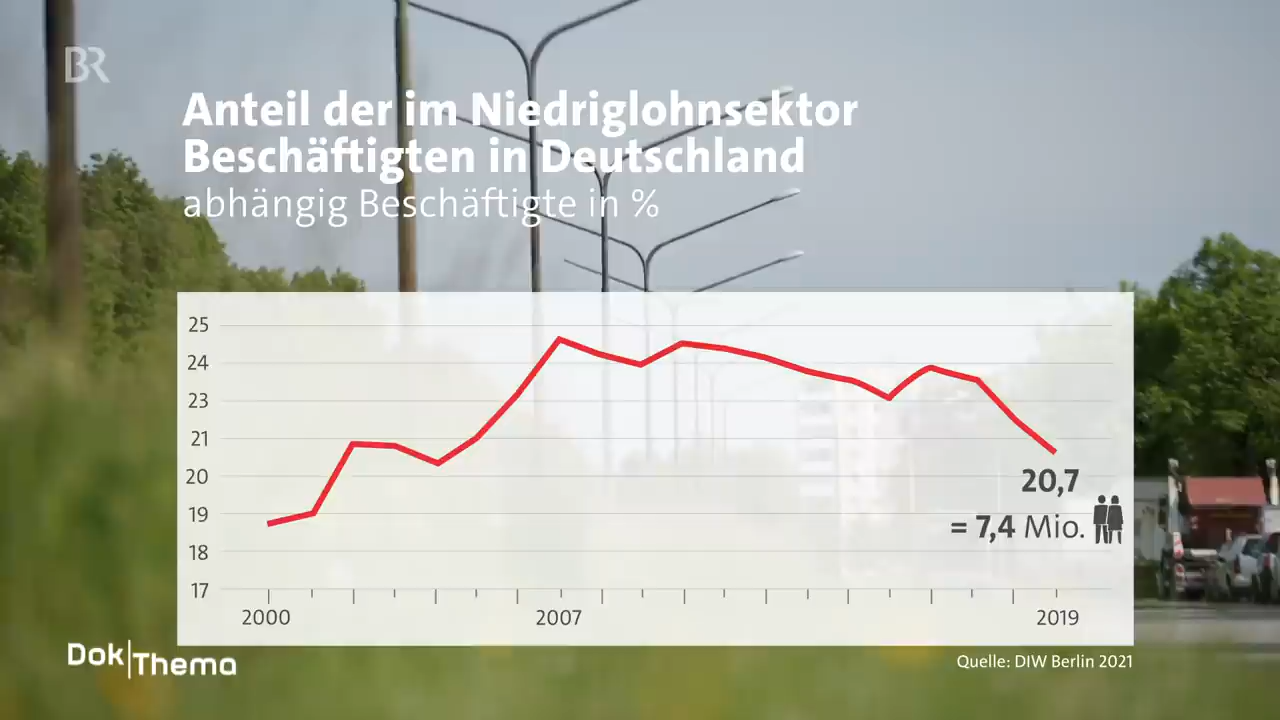 BR
Anteil der im Niedriglohnsektor
Beschäftigten in Deutschland
abhängig Beschäftigte in %
25
24
23
21
20
19
18
17
20,7
= 7,4 Mio.
2000 2007 2019
Dok Thema
Quelle: DIW Berlin 2021